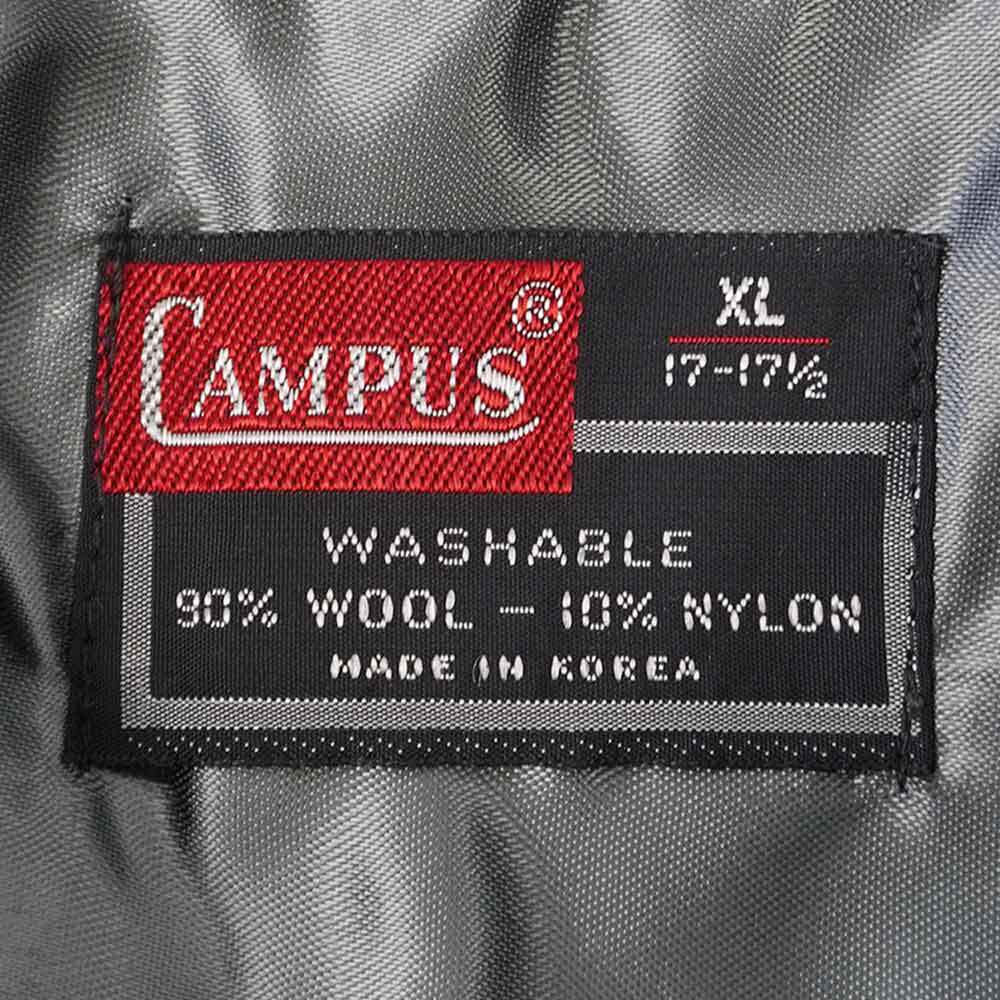 CAMPUS®
XL
17-17½
WASHABLE
90% WOOL - 10% NYLON
MADE IN KOREA